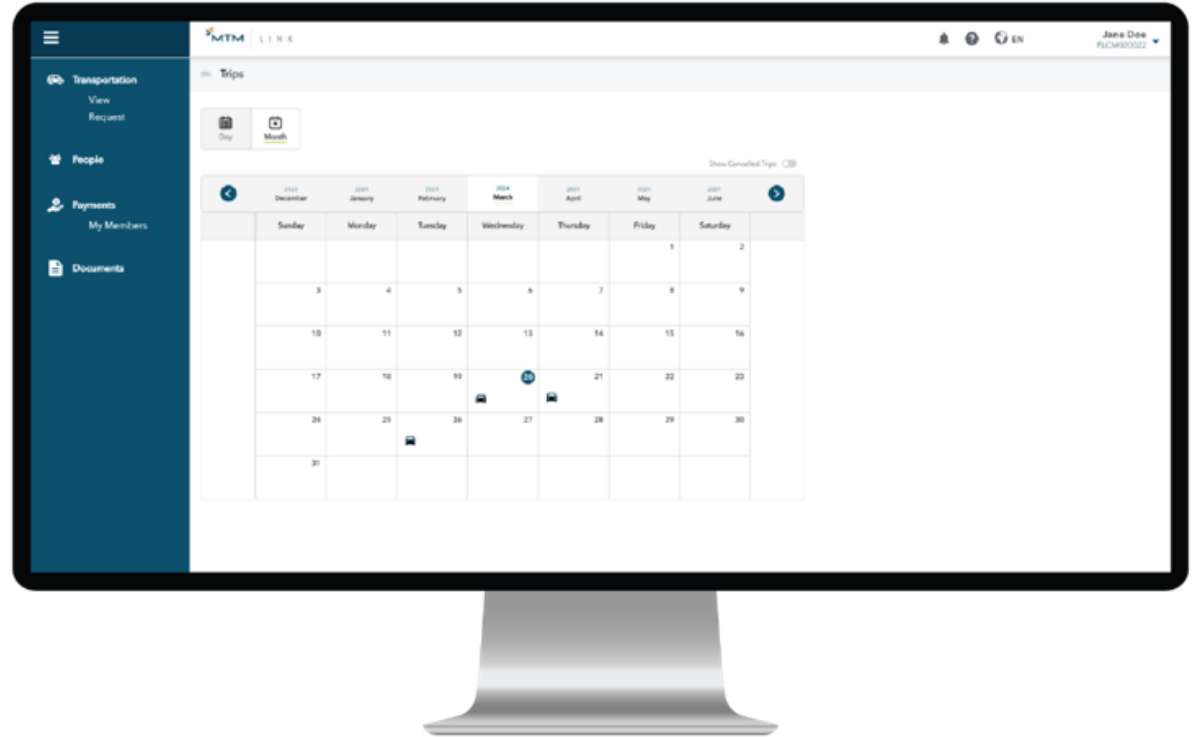 MTM LINK
EN
Jane Doe
Transportation
View
Request
People
Payments
My Members
Documents
Trips
Day
Month
Show Cancelled Trips
December
January
February
2024
March
April
May
June
Sunday Monday Tuesday Wednesday Thursday Friday Saturday
1 2
3 4 5 6 7 8 9
10 11 12 13 14 15 16
17 18 19 20 21 22 23
24 25 26 27 28 29 30
31